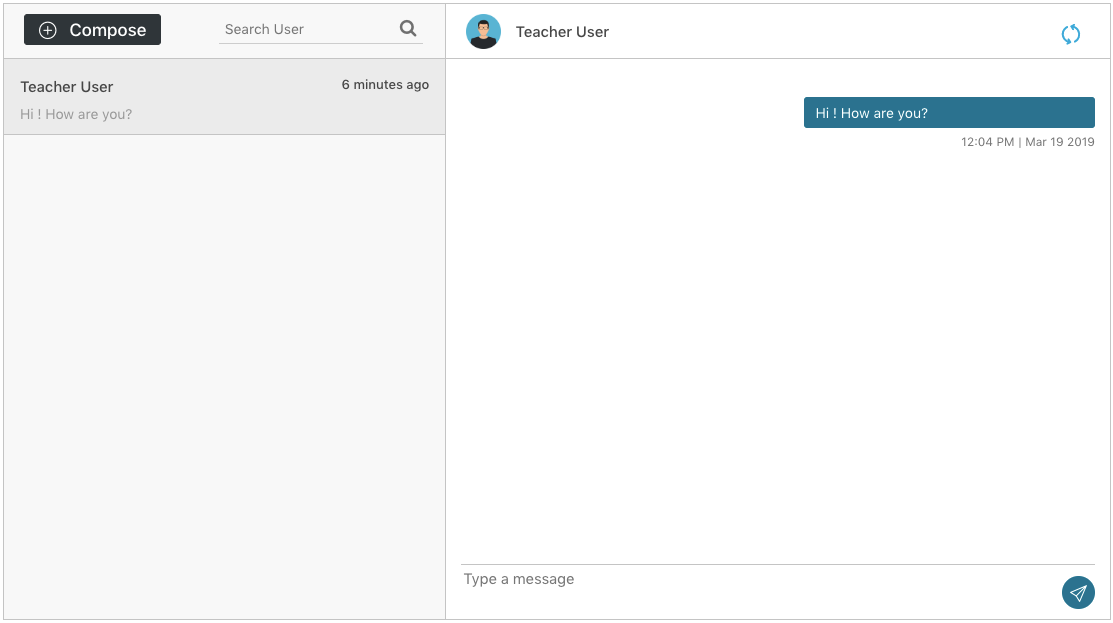 Compose
Search User
Teacher User
6 minutes ago
Hi ! How are you?
Teacher User
Hi ! How are you?
12:04 PM | Mar 19 2019
Type a message